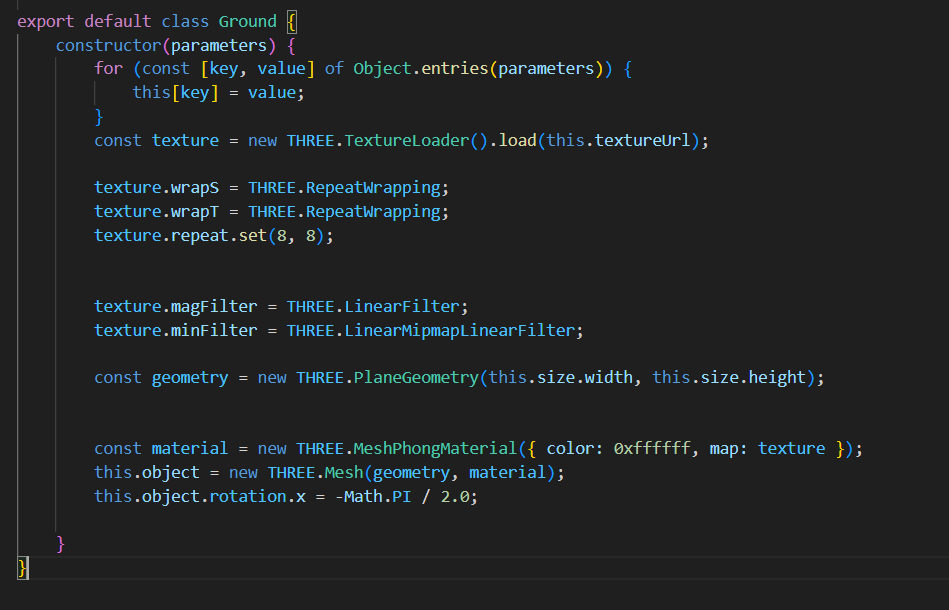 export default class Ground {
constructor(parameters) {
for (const [key, value] of Object.entries(parameters)) {
this[key] = value;
}
const texture = new THREE.TextureLoader().load(this.textureUrl);
texture.wrapS = THREE.RepeatWrapping;
texture.wrapT = THREE.RepeatWrapping;
texture.repeat.set(8, 8);
texture.magFilter = THREE.LinearFilter;
texture.minFilter = THREE.LinearMipmapLinearFilter;
const geometry = new THREE.PlaneGeometry(this.size.width, this.size.height);
const material = new THREE.MeshPhongMaterial({ color: 0xffffff, map: texture });
this.object = new THREE.Mesh(geometry, material);
this.object.rotation.x = -Math.PI / 2.0;
}
}